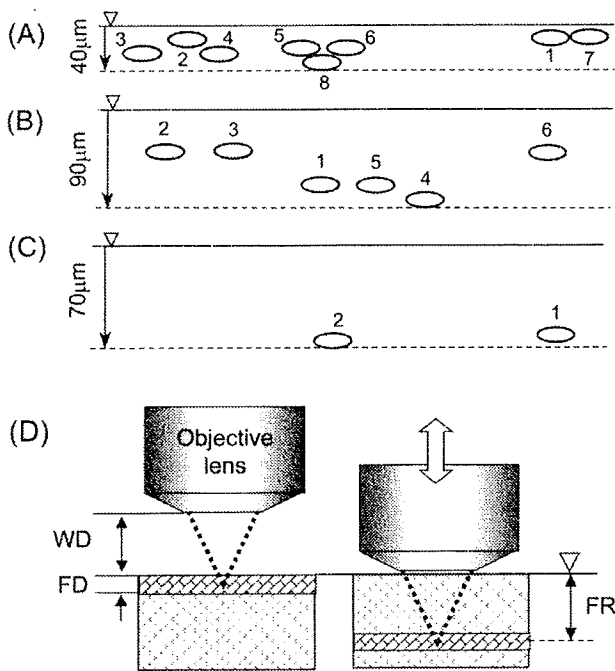 (A)
40μm
3 2 4 5 6 8 1 7
(B)
90μm
2 3 1 5 4 6
(C)
70μm
2 1
(D)
Objective
lens
WD
FD
FR